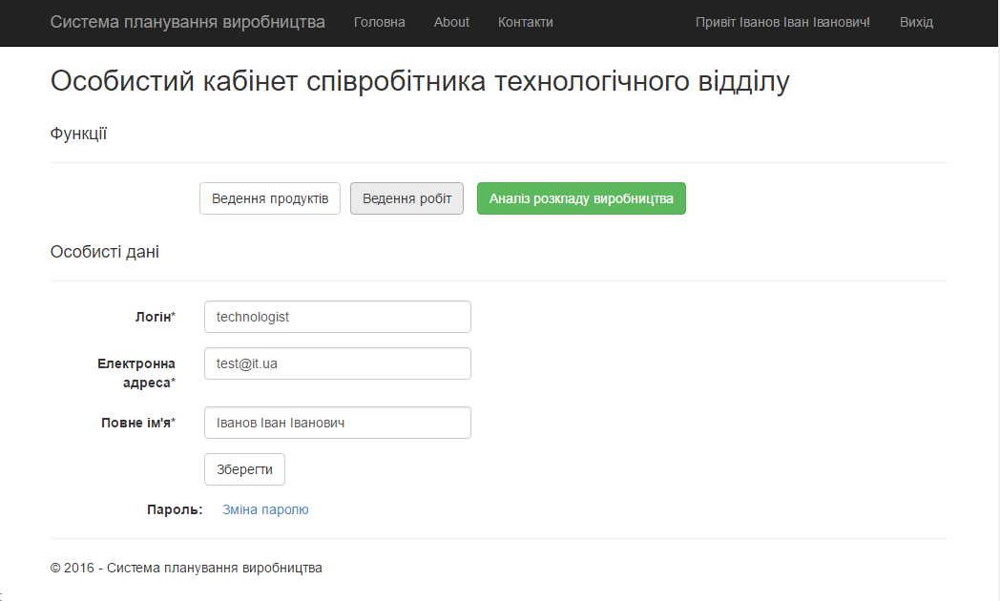 Система планування виробництва Головна About Контакти Привіт Іванов Іван Іванович! Вихід
Особистий кабінет співробітника технологічного відділу
Функції
Ведення продуктів Ведення робіт Аналіз розкладу виробництва
Особисті дані
Логін* technologist
Електронна
адреса* test@it.ua
Повне ім'я* Іванов Іван Іванович
Зберегти
Пароль: Зміна паролю
© 2016 - Система планування виробництва